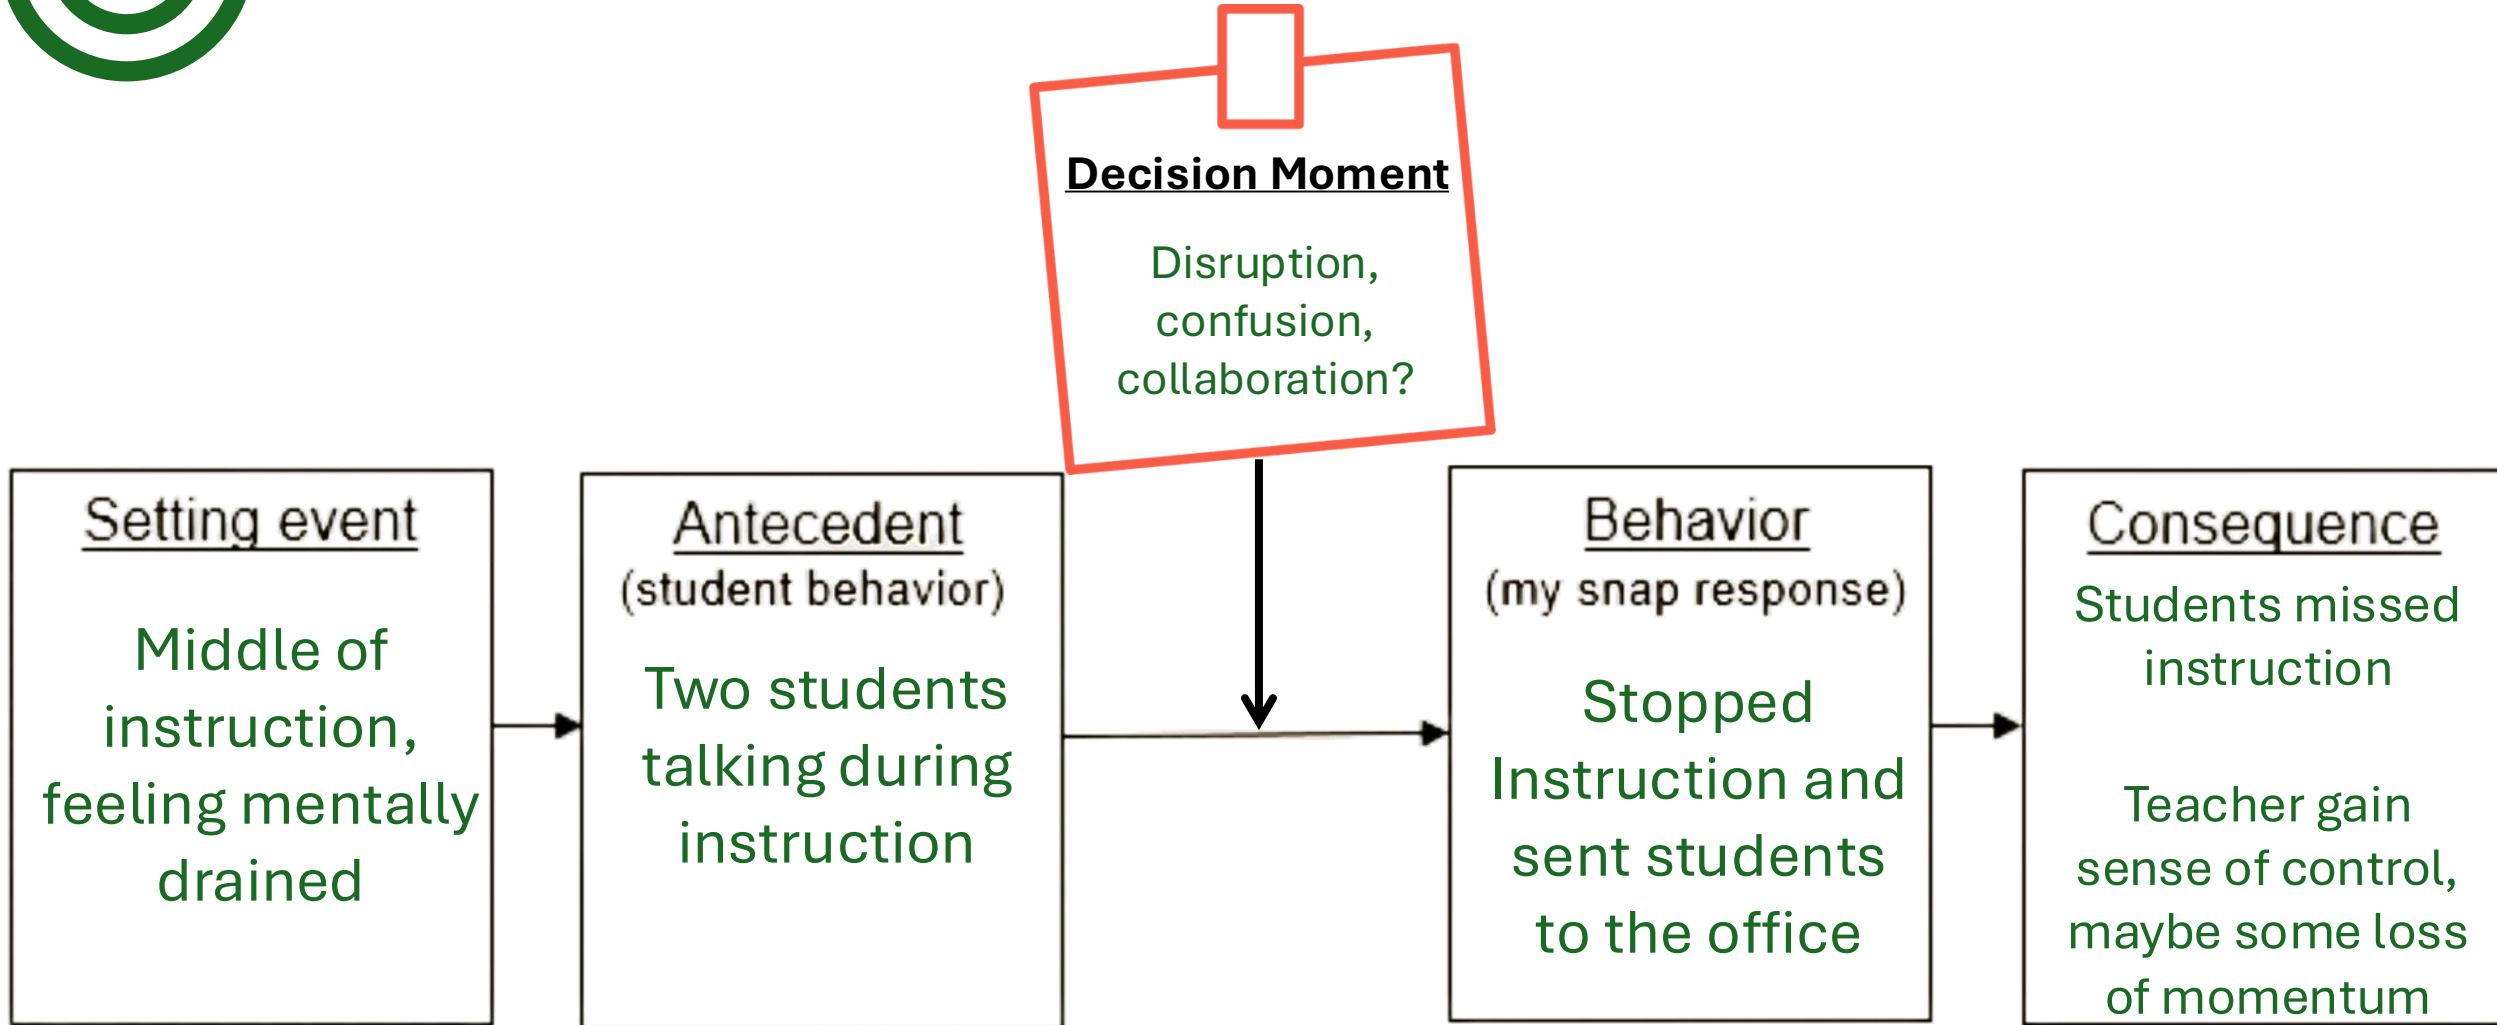 Decision Moment
Disruption,
confusion,
collaboration?
Setting event
Middle of
instruction,
feeling mentally
drained
Antecedent
(student behavior)
Two students
talking during
instruction
Behavior
(my snap response)
Stopped
Instruction and
sent students
to the office
Consequence
Students missed
instruction
Teacher gain
sense of control,
maybe some loss
of momentum